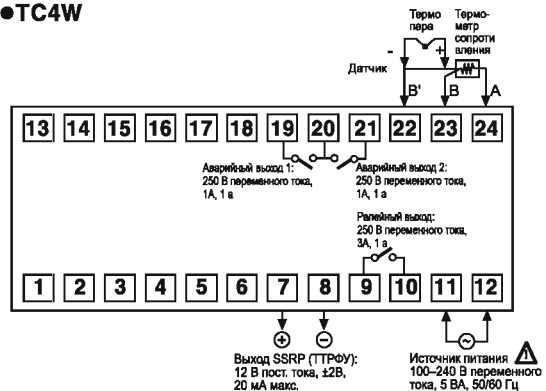 ●TC4W
Термо
пара
Термо-
метр
сопроти
вления
- +
Датчик
B' B A
13 14 15 16 17 18 19 20 21 22 23 24
Аварийный выход 1:
250 В переменного тока,
1А, 1 а
Аварийный выход 2:
250 В переменного тока,
1А, 1 а
Релейный выход:
250 В переменного тока,
3А, 1 а
1 2 3 4 5 6 7 8 9 10 11 12
+ −
Выход SSRP (ТТРФУ):
12 В пост. тока, ±2В,
20 мА макс.
Источник питания
100–240 В переменного
тока, 5 ВА, 50/60 Гц